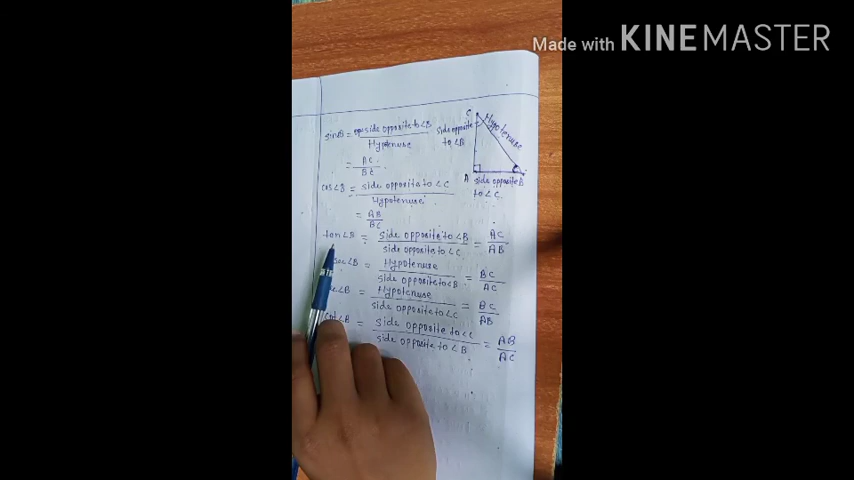 Made with KINEMASTER
sin B = side opposite to ∠B / Hypotenuse
= AC / BC
cos∠B = side opposite to ∠C / Hypotenuse
= AB / BC
tan∠B = side opposite to ∠B / side opposite to ∠C = AC / AB
sec∠B = Hypotenuse / side opposite to ∠B = BC / AC
∠B = Hypotenuse / side opposite to ∠C = BC / AB
cot ∠B = side opposite to ∠C / side opposite to ∠B = AB / AC
C
Hypotenuse
side opposite
to ∠B
A side opposite B
to ∠C